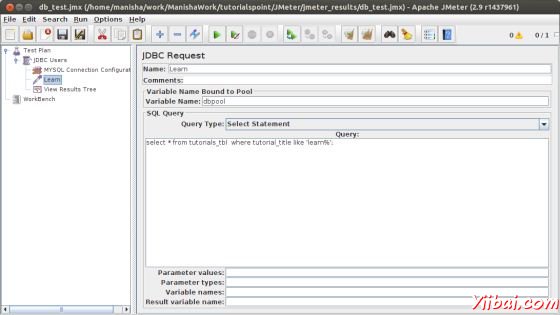 db_test.jmx (/home/manisha/work/ManishaWork/tutorialspoint/JMeter/jmeter_results/db_test.jmx) - Apache JMeter (2.9 r1437961)
File Edit Search Run Options Help
0 0 / 1
Test Plan
JDBC Users
MYSQL Connection Configurat
Learn
View Results Tree
WorkBench
JDBC Request
Name: Learn
Comments:
Variable Name Bound to Pool
Variable Name: dbpool
SQL Query
Query Type: Select Statement
Query:
select * from tutorials_tbl where tutorial_title like 'learn%';
Parameter values:
Parameter types:
Variable names:
Result variable name:
Yiibai.com